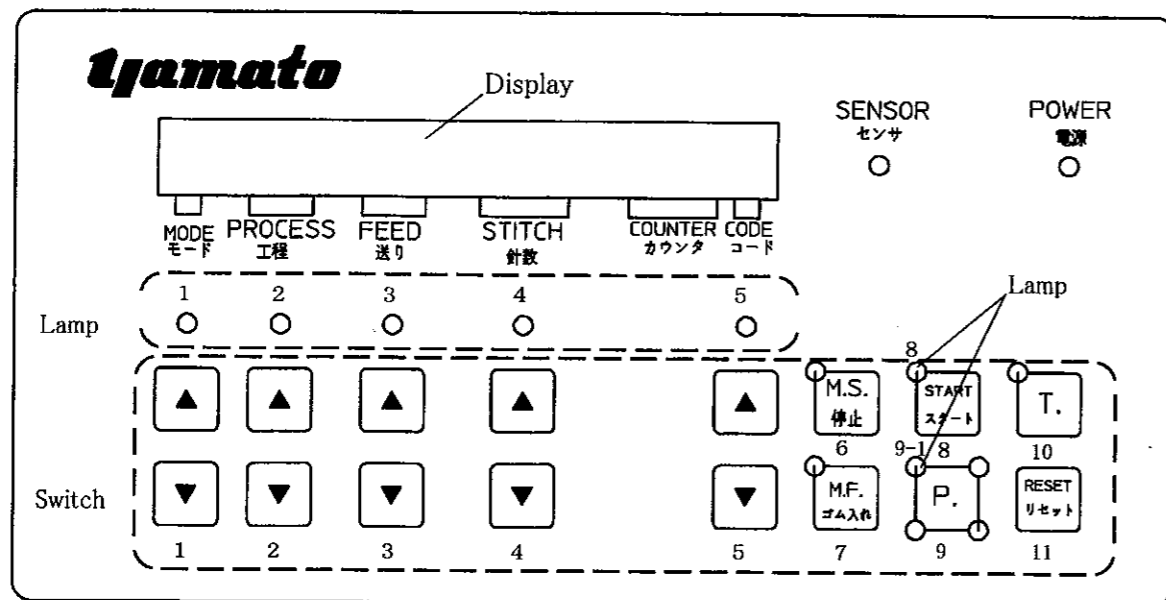 yamato
Display
SENSOR
センサ
POWER
電源
MODE
モード
PROCESS
工程
FEED
送り
STITCH
針数
COUNTER
カウンタ
CODE
コード
Lamp
1 2 3 4 5
Lamp
8
M.S.
停止
START
スタート
T.
6 9-1 8 10
Switch
M.F.
ゴム入れ
P.
RESET
リセット
1 2 3 4 5 7 9 11